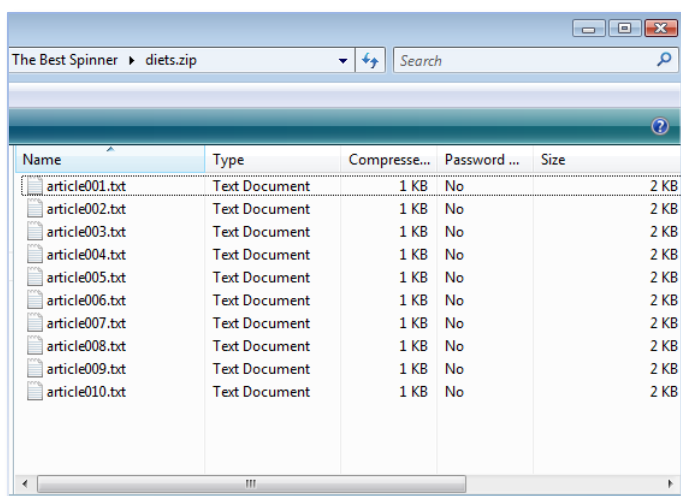 The Best Spinner ▸ diets.zip Search
Name Type Compresse... Password ... Size
article001.txt Text Document 1 KB No 2 KB
article002.txt Text Document 1 KB No 2 KB
article003.txt Text Document 1 KB No 2 KB
article004.txt Text Document 1 KB No 2 KB
article005.txt Text Document 1 KB No 2 KB
article006.txt Text Document 1 KB No 2 KB
article007.txt Text Document 1 KB No 2 KB
article008.txt Text Document 1 KB No 2 KB
article009.txt Text Document 1 KB No 2 KB
article010.txt Text Document 1 KB No 2 KB